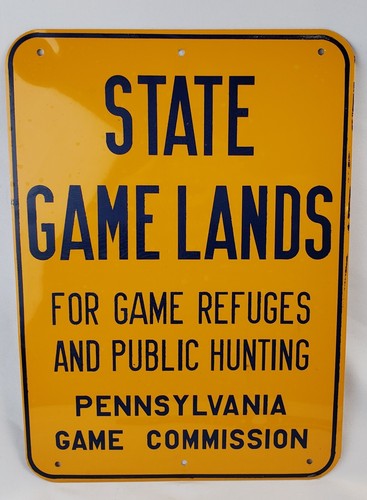 STATE
GAME LANDS
FOR GAME REFUGES
AND PUBLIC HUNTING
PENNSYLVANIA
GAME COMMISSION